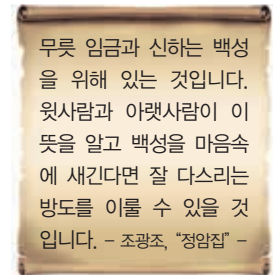 무릇 임금과 신하는 백성
을 위해 있는 것입니다.
윗사람과 아랫사람이 이
뜻을 알고 백성을 마음속
에 새긴다면 잘 다스리는
방도를 이룰 수 있을 것
입니다. - 조광조, “정암집” -